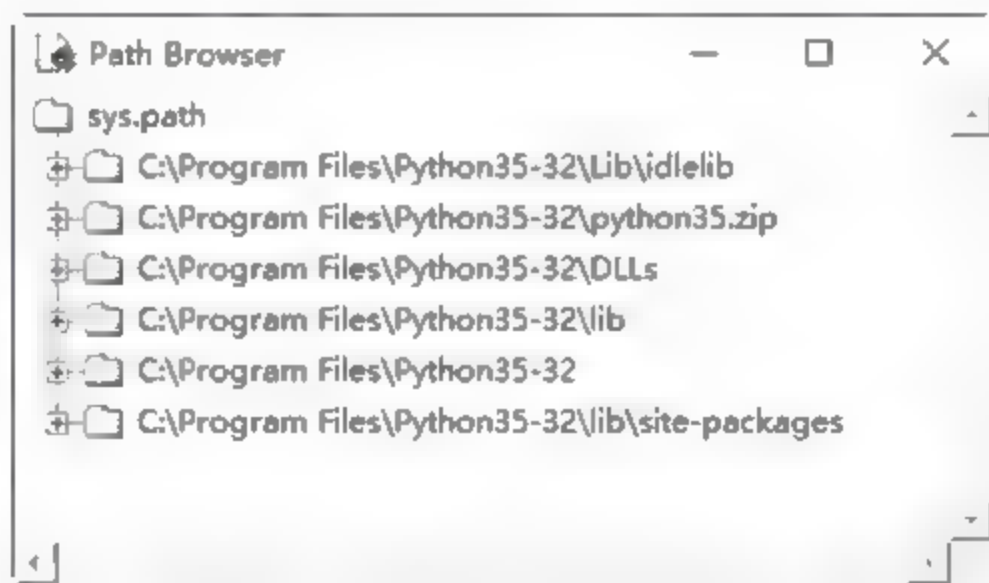 Path Browser
sys.path
C:\Program Files\Python35-32\Lib\idlelib
C:\Program Files\Python35-32\python35.zip
C:\Program Files\Python35-32\DLLs
C:\Program Files\Python35-32\lib
C:\Program Files\Python35-32
C:\Program Files\Python35-32\lib\site-packages